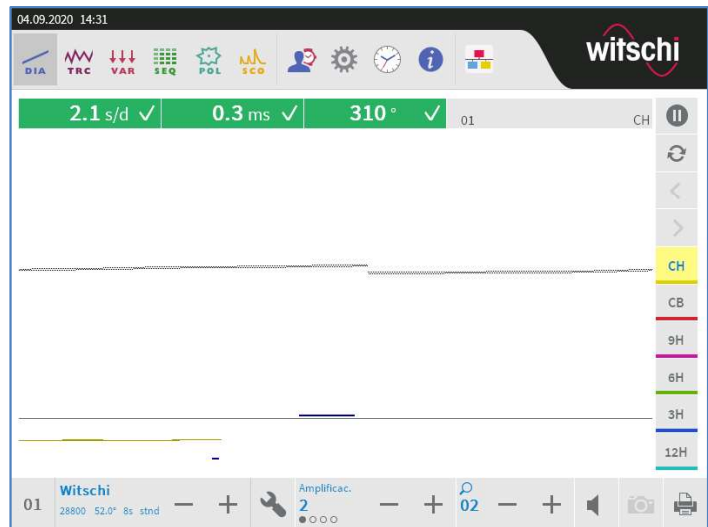 04.09.2020 14:31
witschi
DIA TRC VAR SEQ POL SCO
2.1 s/d ✓ 0.3 ms ✓ 310 ° ✓ 01 CH
CH
CB
9H
6H
3H
12H
01 Witschi 28800 52.0° 8s stnd − + Amplificac. 2 − + 02 − +